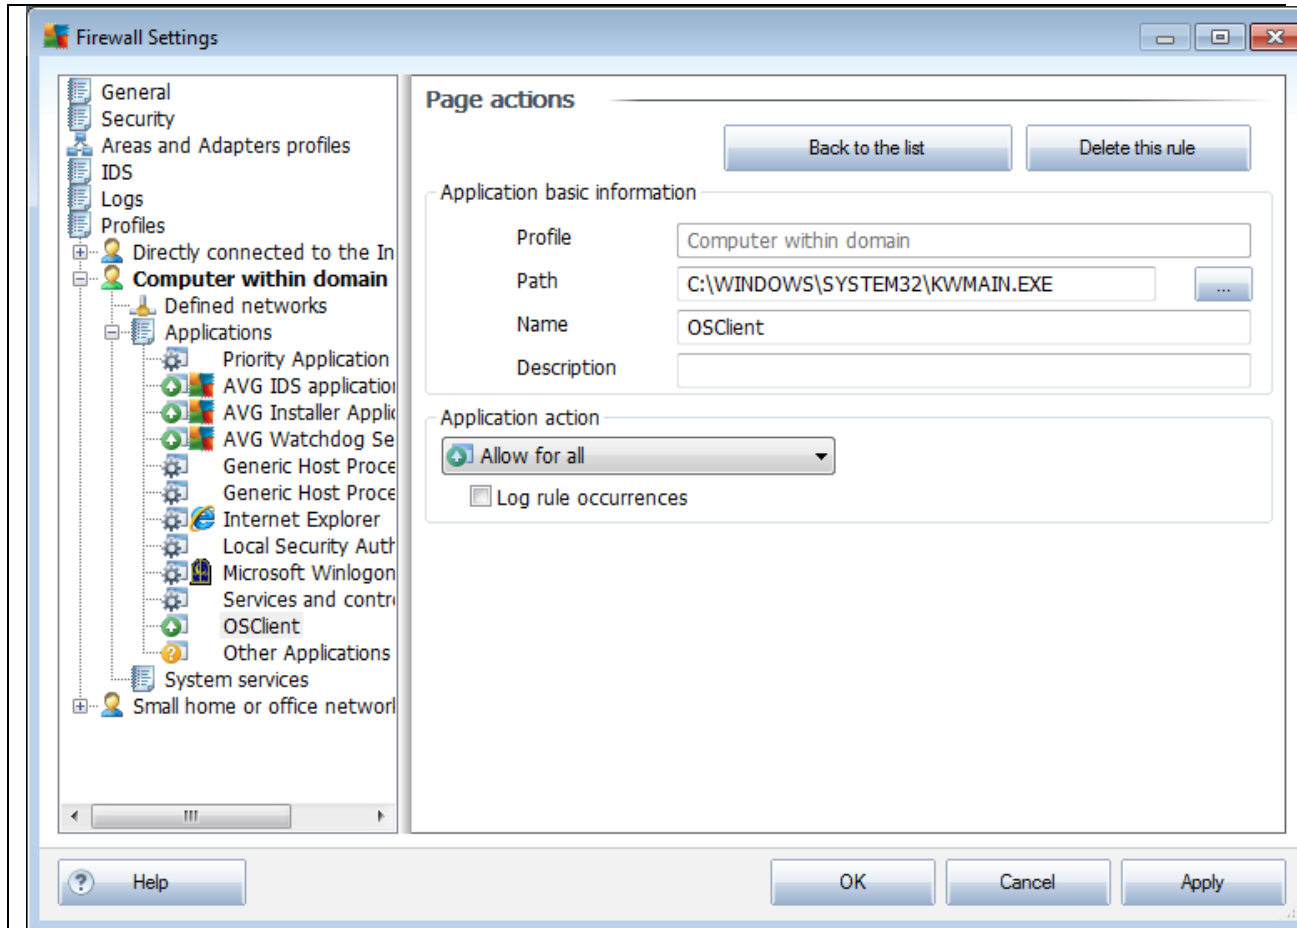 Firewall Settings
General
Security
Areas and Adapters profiles
IDS
Logs
Profiles
Directly connected to the In
Computer within domain
Defined networks
Applications
Priority Application
AVG IDS application
AVG Installer Applic
AVG Watchdog Se
Generic Host Proce
Generic Host Proce
Internet Explorer
Local Security Auth
Microsoft Winlogon
Services and contro
OSClient
Other Applications
System services
Small home or office network
Page actions
Back to the list
Delete this rule
Application basic information
Profile
Computer within domain
Path
C:\WINDOWS\SYSTEM32\KWMAIN.EXE
...
Name
OSClient
Description
Application action
Allow for all
Log rule occurrences
? Help
OK
Cancel
Apply